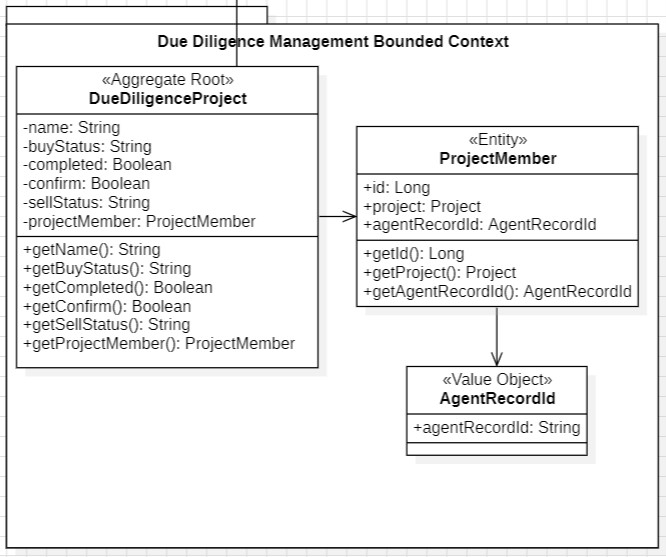 Due Diligence Management Bounded Context
«Aggregate Root»
DueDiligenceProject
-name: String
-buyStatus: String
-completed: Boolean
-confirm: Boolean
-sellStatus: String
-projectMember: ProjectMember
+getName(): String
+getBuyStatus(): String
+getCompleted(): Boolean
+getConfirm(): Boolean
+getSellStatus(): String
+getProjectMember(): ProjectMember
«Entity»
ProjectMember
+id: Long
+project: Project
+agentRecordId: AgentRecordId
+getId(): Long
+getProject(): Project
+getAgentRecordId(): AgentRecordId
«Value Object»
AgentRecordId
+agentRecordId: String